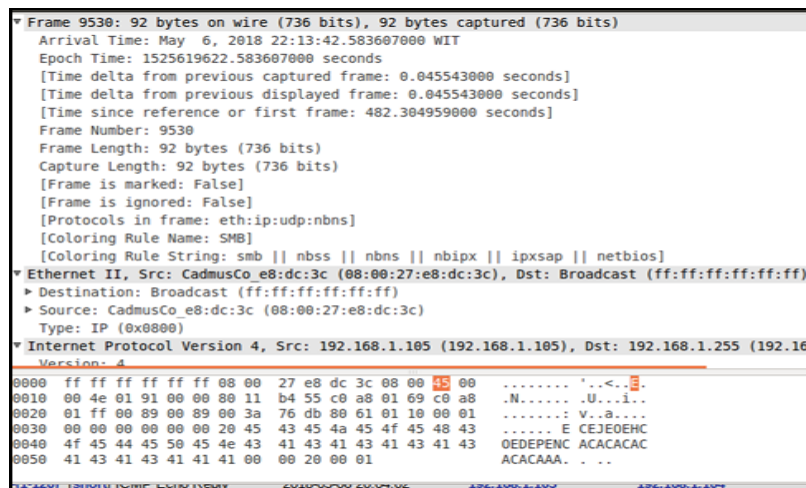 Frame 9530: 92 bytes on wire (736 bits), 92 bytes captured (736 bits)
Arrival Time: May  6, 2018 22:13:42.583607000 WIT
Epoch Time: 1525619622.583607000 seconds
[Time delta from previous captured frame: 0.045543000 seconds]
[Time delta from previous displayed frame: 0.045543000 seconds]
[Time since reference or first frame: 482.304959000 seconds]
Frame Number: 9530
Frame Length: 92 bytes (736 bits)
Capture Length: 92 bytes (736 bits)
[Frame is marked: False]
[Frame is ignored: False]
[Protocols in frame: eth:ip:udp:nbns]
[Coloring Rule Name: SMB]
[Coloring Rule String: smb || nbss || nbns || nbipx || ipxsap || netbios]
Ethernet II, Src: CadmusCo_e8:dc:3c (08:00:27:e8:dc:3c), Dst: Broadcast (ff:ff:ff:ff:ff:ff)
Destination: Broadcast (ff:ff:ff:ff:ff:ff)
Source: CadmusCo_e8:dc:3c (08:00:27:e8:dc:3c)
Type: IP (0x0800)
Internet Protocol Version 4, Src: 192.168.1.105 (192.168.1.105), Dst: 192.168.1.255 (192.16
Version: 4
0000 ff ff ff ff ff ff 08 00 27 e8 dc 3c 08 00 45 00 ........ '..<..E.
0010 00 4e 01 91 00 00 80 11 b4 55 c0 a8 01 69 c0 a8 .N...... .U...i..
0020 01 ff 00 89 00 89 00 3a 76 db 80 61 01 10 00 01 .......: v..a....
0030 00 00 00 00 00 00 20 45 43 45 4a 45 4f 45 48 43 ...... E CEJEOEHC
0040 4f 45 44 45 50 45 4e 43 41 43 41 43 41 43 41 43 OEDEPENC ACACACAC
0050 41 43 41 43 41 41 41 00 00 20 00 01 ACACAAA. . ..